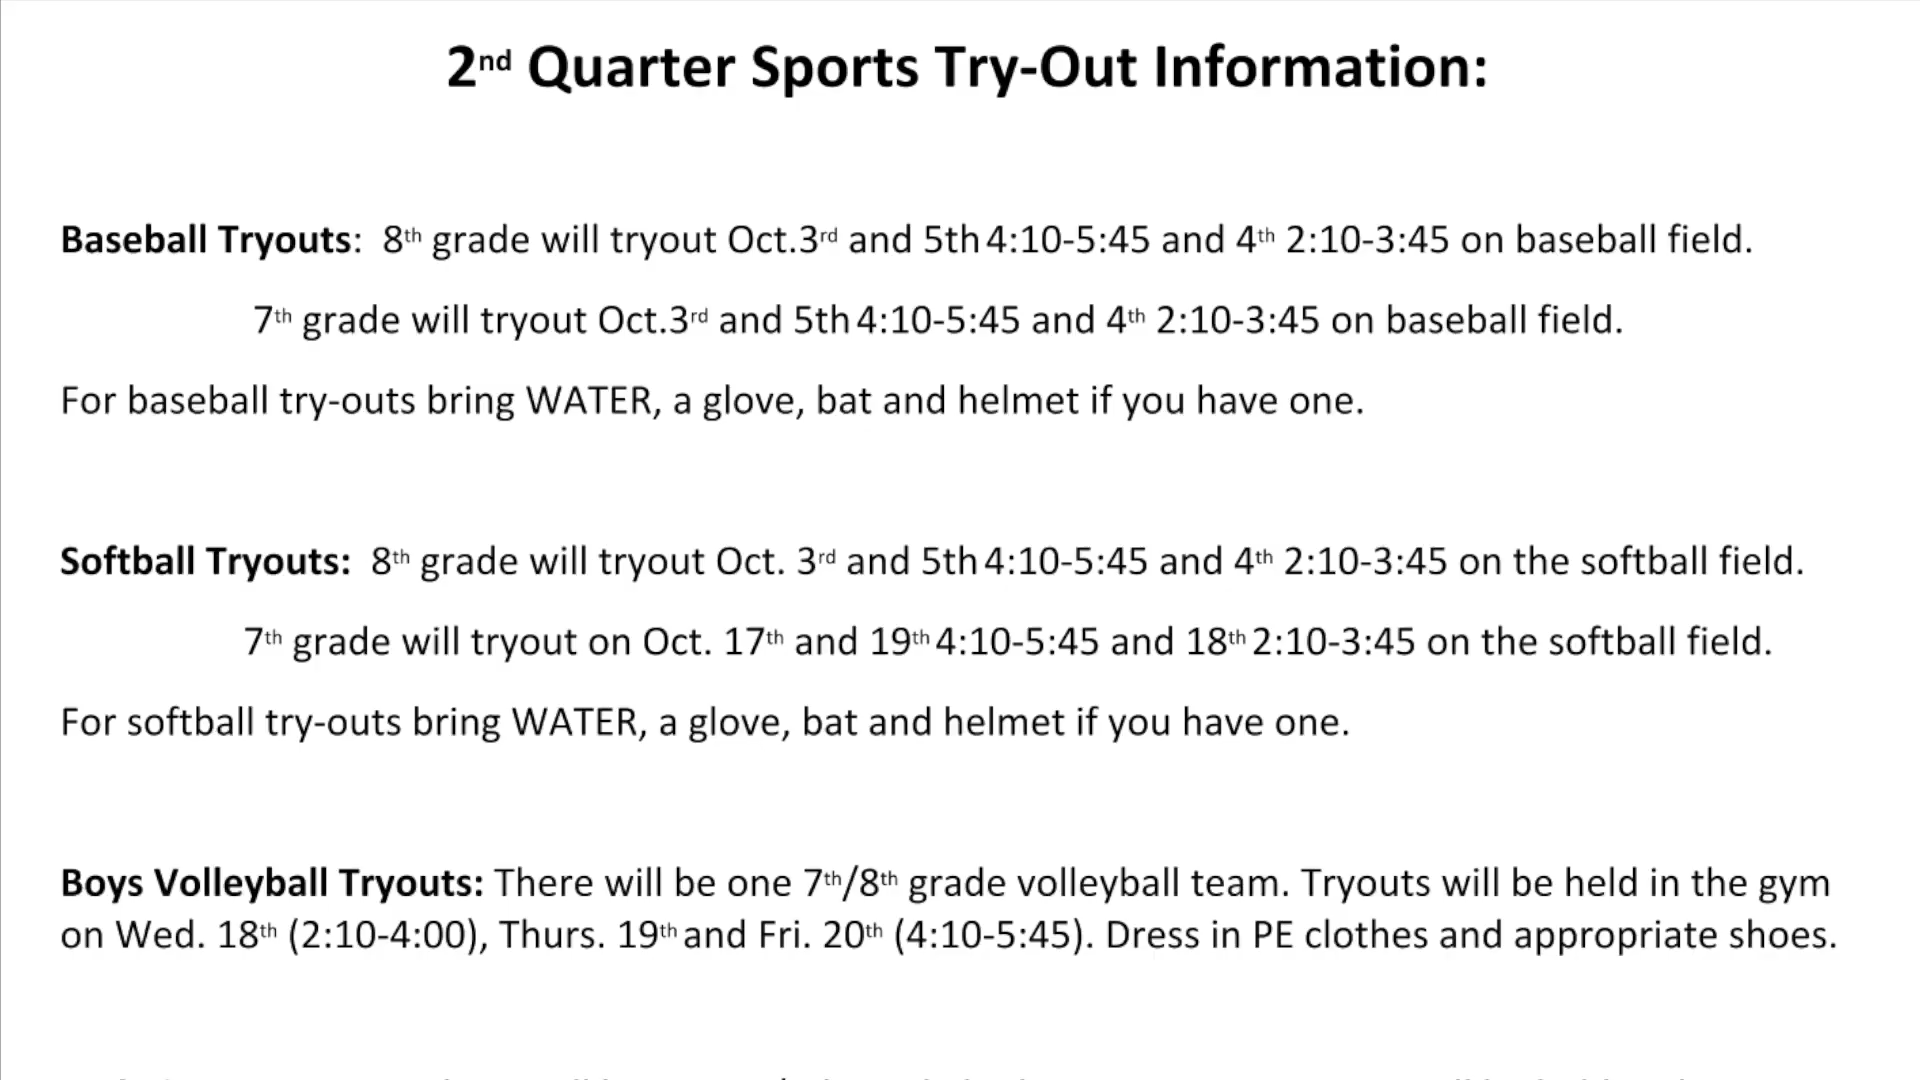 2nd Quarter Sports Try-Out Information:
Baseball Tryouts: 8th grade will tryout Oct.3rd and 5th 4:10-5:45 and 4th 2:10-3:45 on baseball field.
7th grade will tryout Oct.3rd and 5th 4:10-5:45 and 4th 2:10-3:45 on baseball field.
For baseball try-outs bring WATER, a glove, bat and helmet if you have one.
Softball Tryouts: 8th grade will tryout Oct. 3rd and 5th 4:10-5:45 and 4th 2:10-3:45 on the softball field.
7th grade will tryout on Oct. 17th and 19th 4:10-5:45 and 18th 2:10-3:45 on the softball field.
For softball try-outs bring WATER, a glove, bat and helmet if you have one.
Boys Volleyball Tryouts: There will be one 7th/8th grade volleyball team. Tryouts will be held in the gym
on Wed. 18th (2:10-4:00), Thurs. 19th and Fri. 20th (4:10-5:45). Dress in PE clothes and appropriate shoes.